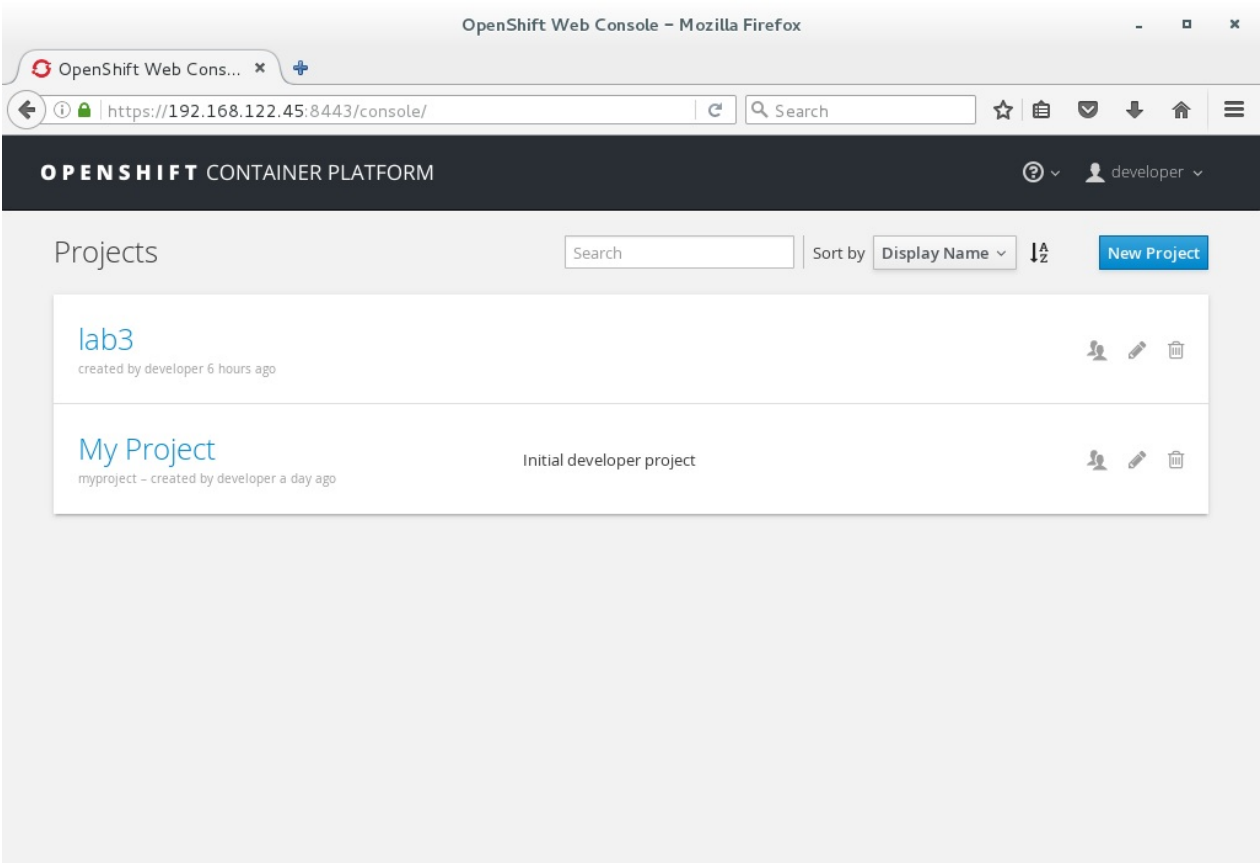 OpenShift Web Console – Mozilla Firefox
OpenShift Web Cons...
https://192.168.122.45:8443/console/
Search
OPENSHIFT CONTAINER PLATFORM
developer
Projects
Search
Sort by
Display Name
A
Z
New Project
lab3
created by developer 6 hours ago
My Project
Initial developer project
myproject – created by developer a day ago